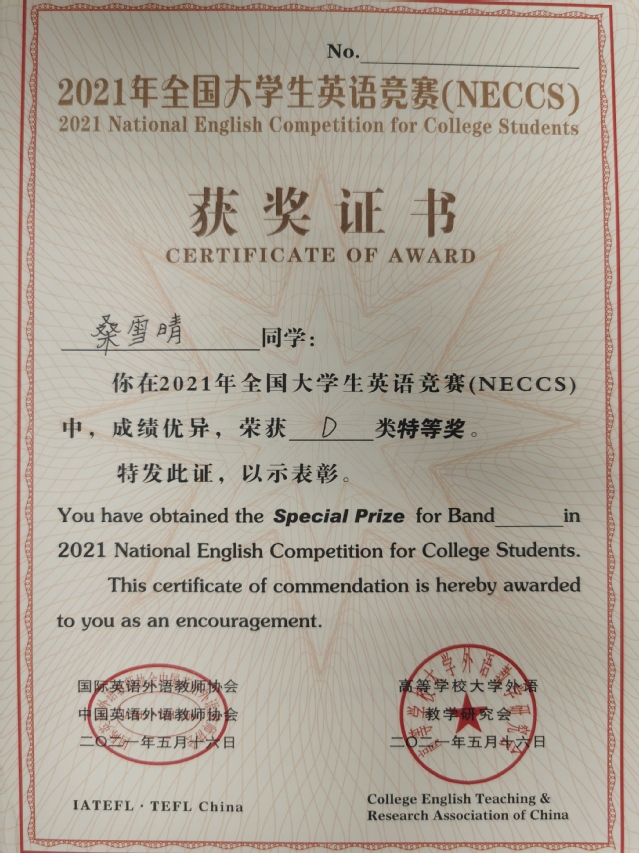 No.
2021年全国大学生英语竞赛(NECCS)
2021 National English Competition for College Students
获奖证书
CERTIFICATE OF AWARD
桑雪晴同学：
你在2021年全国大学生英语竞赛(NECCS)
中，成绩优异，荣获 D 类特等奖。
特发此证，以示表彰。
You have obtained the Special Prize for Band in
2021 National English Competition for College Students.
This certificate of commendation is hereby awarded
to you as an encouragement.
国际英语外语教师协会
中国英语外语教师协会
二〇二一年五月十六日
高等学校大学外语
教学研究会
二〇二一年五月十六日
IATEFL · TEFL China
College English Teaching &
Research Association of China